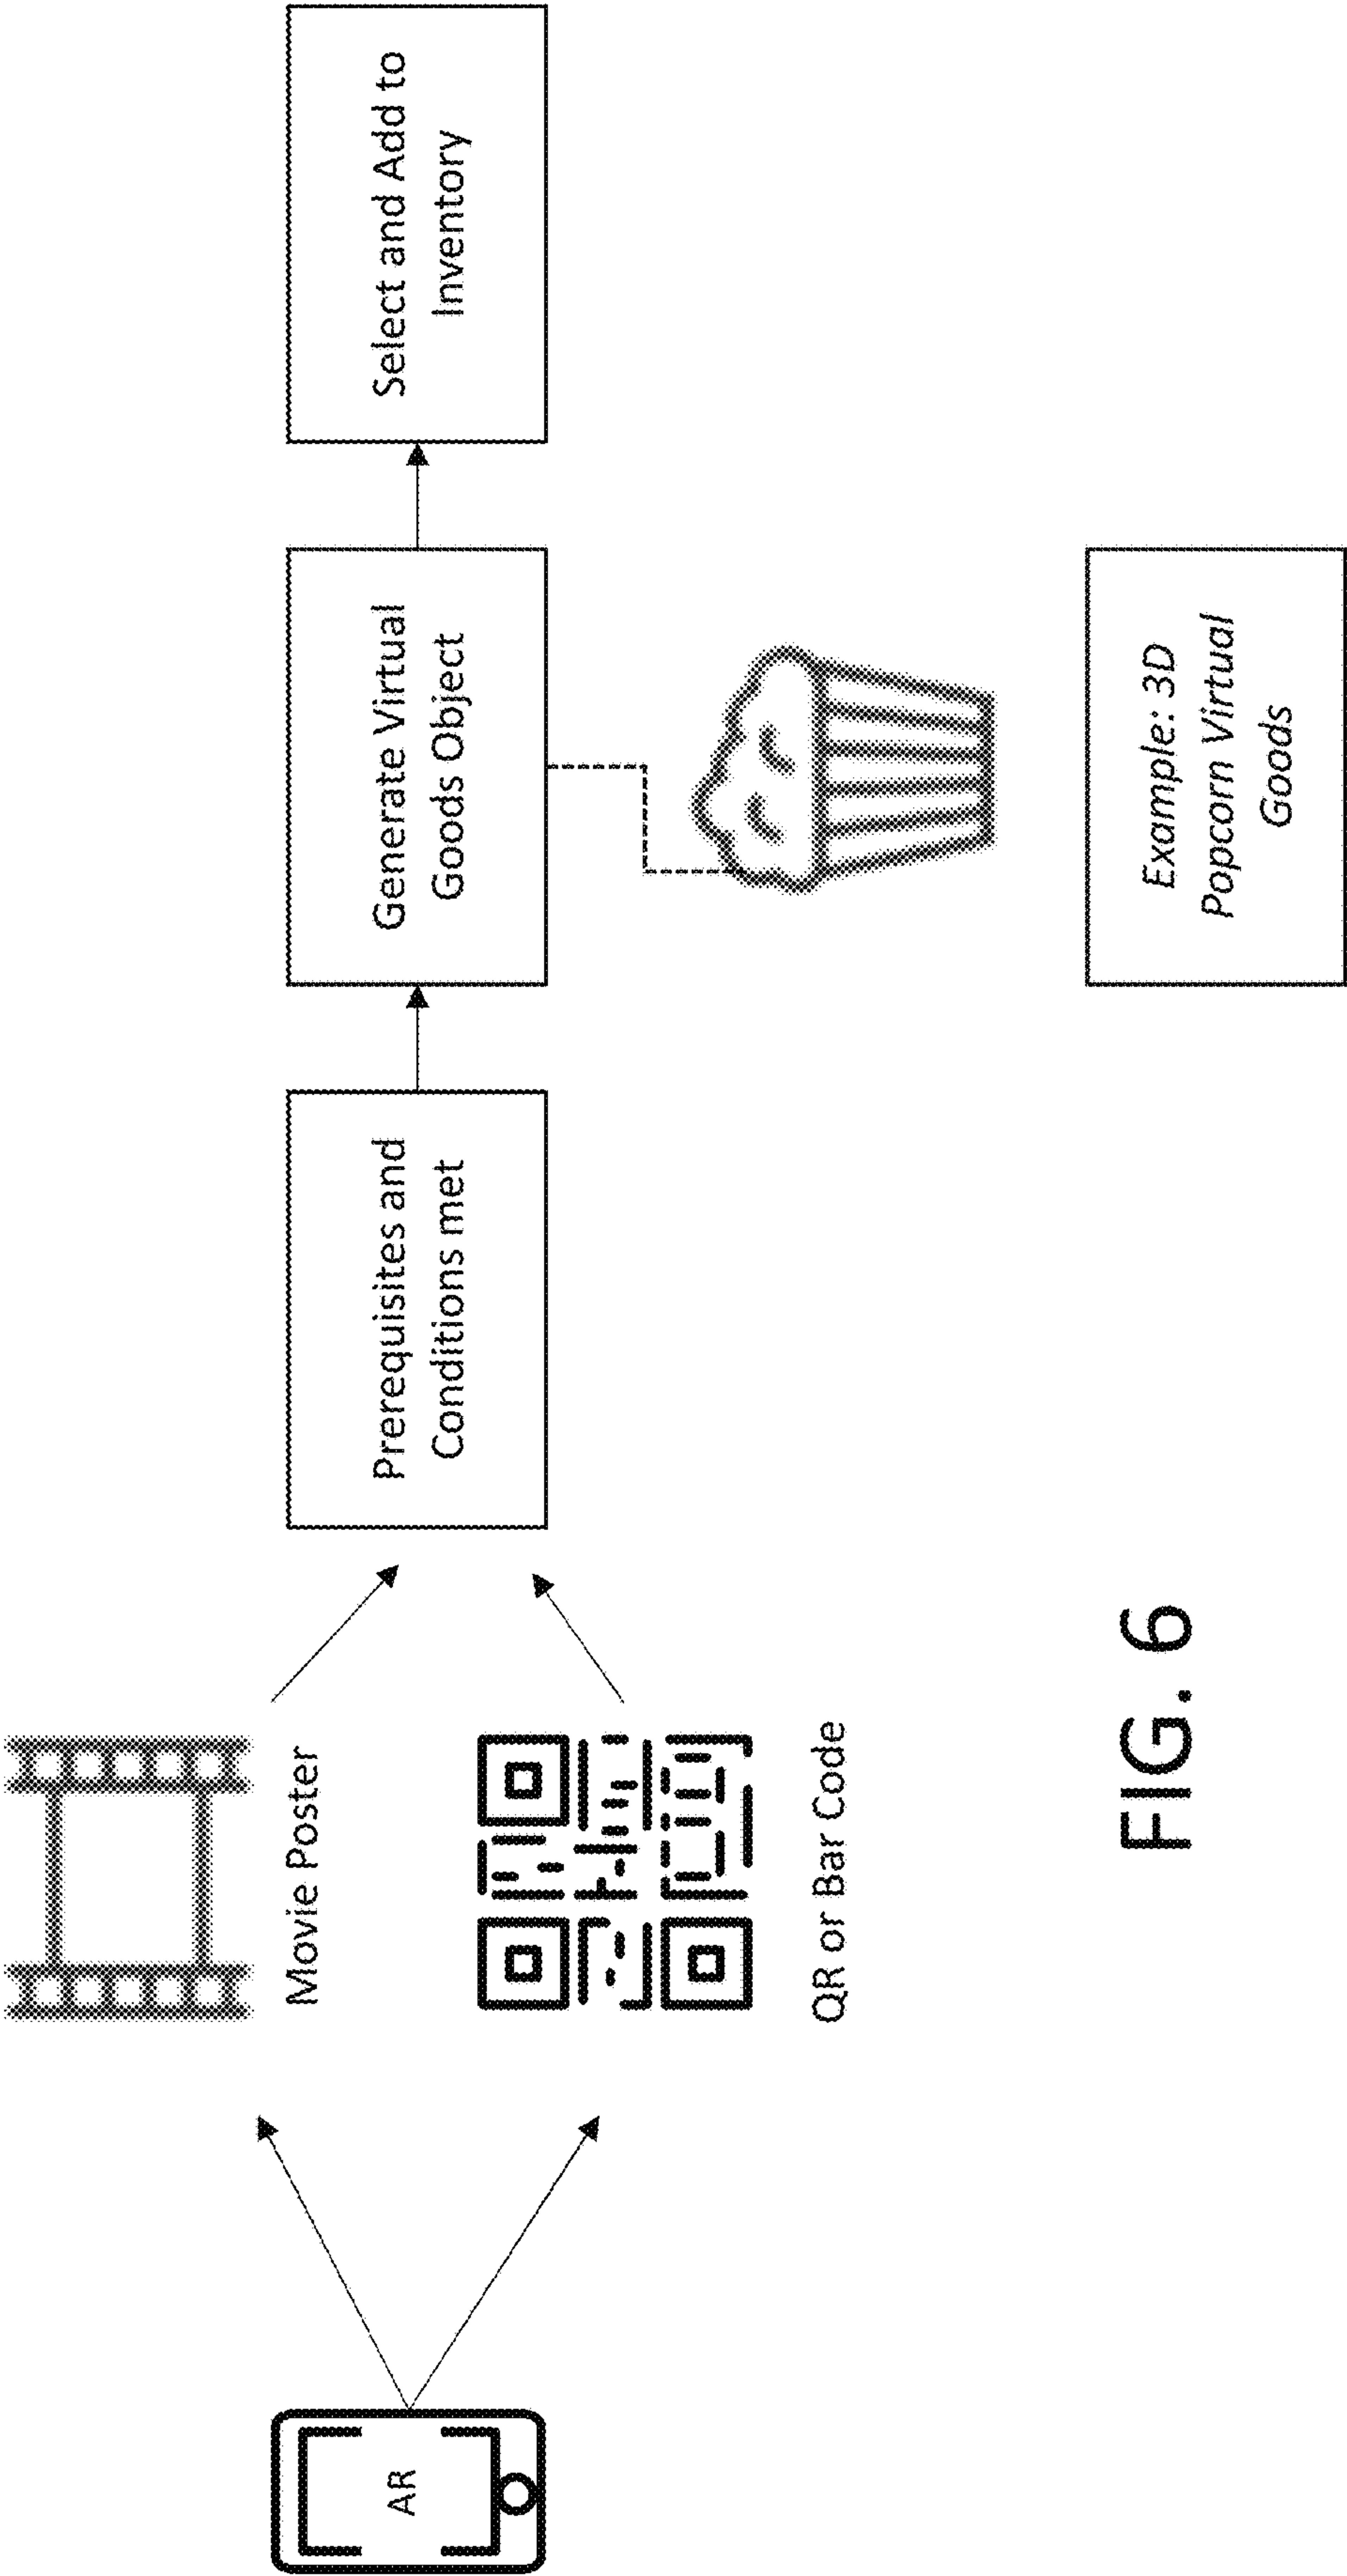 AR
Movie Poster
QR or Bar Code
Prerequisites and
Conditions met
Generate Virtual
Goods Object
Select and Add to
Inventory
Example: 3D
Popcorn Virtual
Goods
FIG. 6